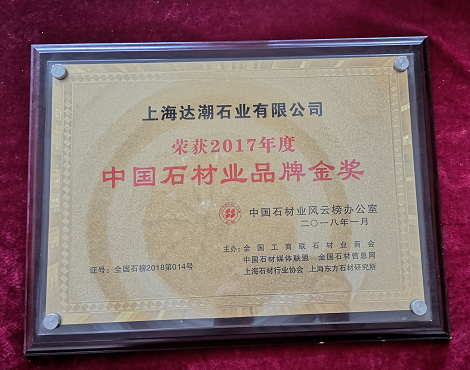 上海达潮石业有限公司
荣获2017年度
中国石材业品牌金奖
中国石材业风云榜办公室
二〇一八年一月
主办：全国工商联石材业商会
中国石材媒体联盟 全国石材信息网
证号：全国石榜2018第014号
上海石材行业协会 上海东方石材研究所